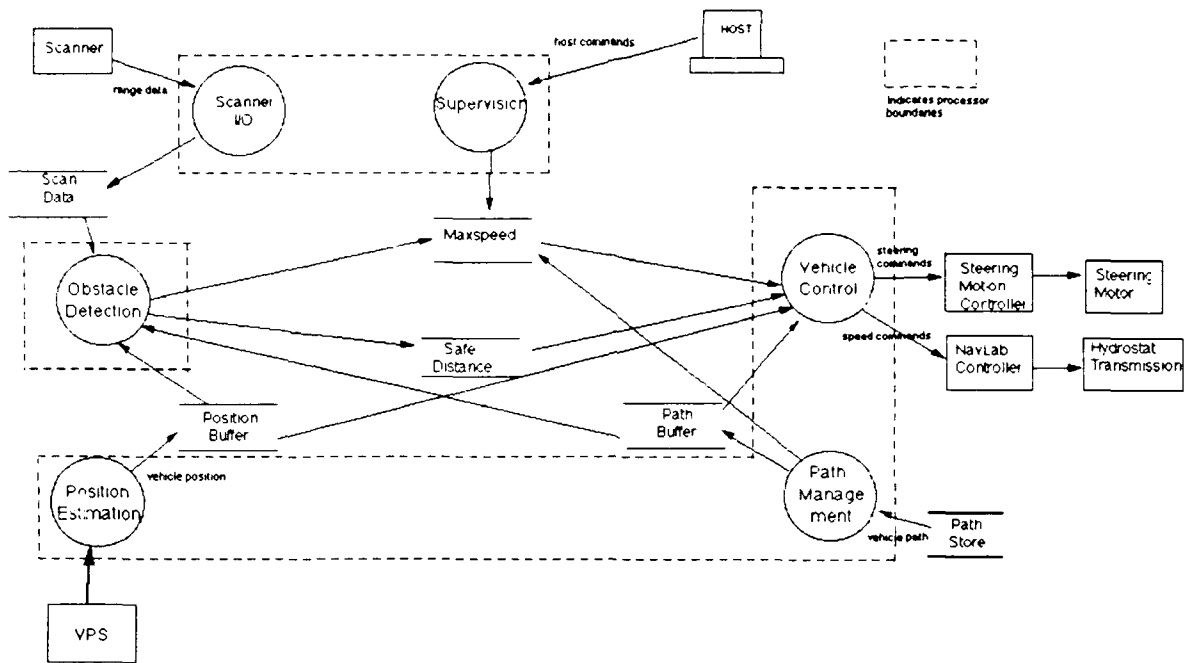 Scanner
range data
Scanner
I/O
Supervision
host commands
HOST
Indicates processor
boundaries
Scan
Data
Maxspeed
Obstacle
Detection
Safe
Distance
Vehicle
Control
steering
commands
Steering
Motion
Controller
Steering
Motor
speed commands
NavLab
Controller
Hydrostat
Transmission
Position
Buffer
Path
Buffer
vehicle position
Position
Estimation
Path
Manage
ment
vehicle path
Path
Store
VPS